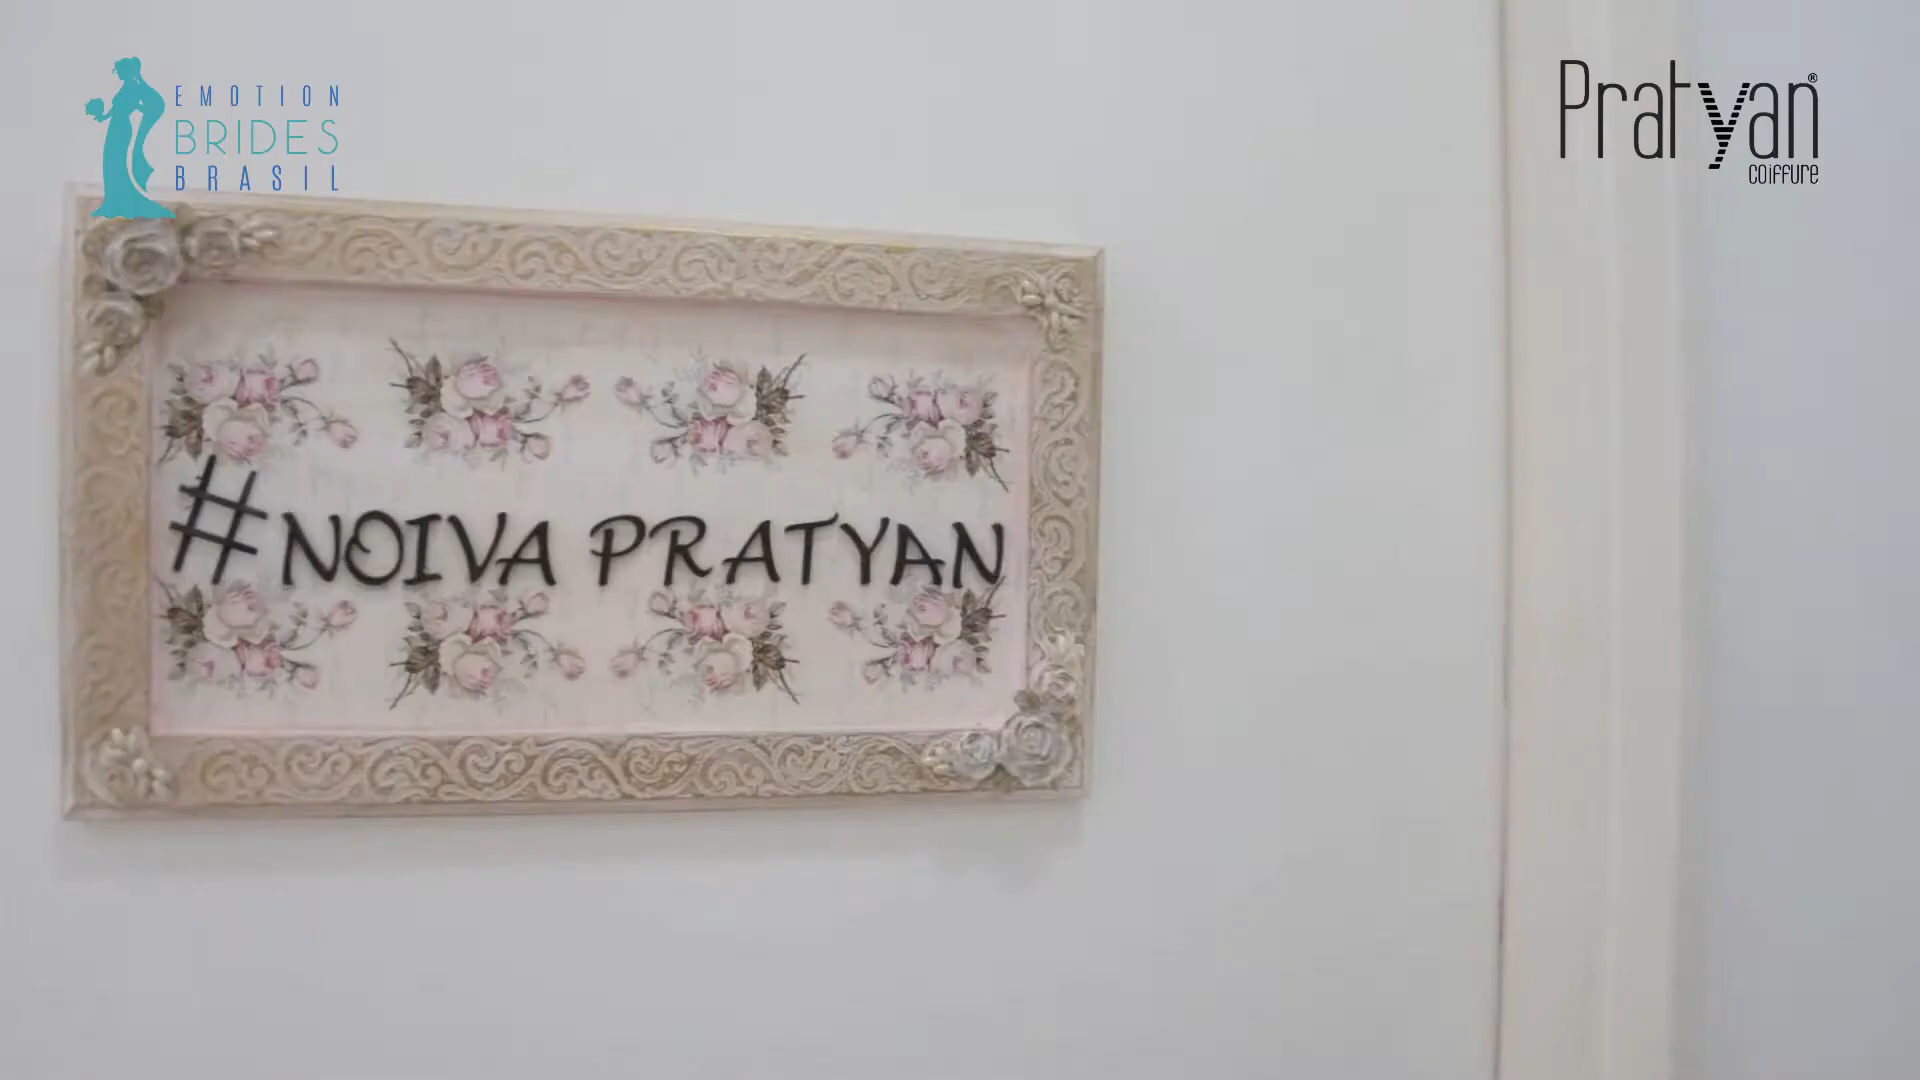 EMOTION
BRIDES
BRASIL
Pratyan®
coiffure
#NOIVA PRATYAN